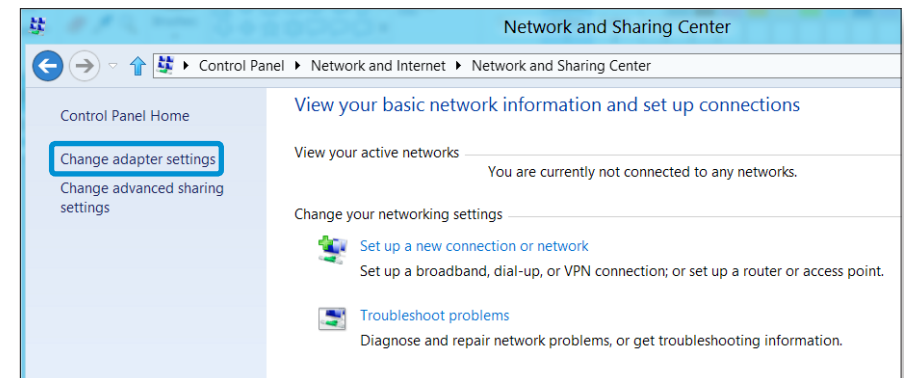 Network and Sharing Center
Control Panel ▸ Network and Internet ▸ Network and Sharing Center
Control Panel Home
Change adapter settings
Change advanced sharing
settings
View your basic network information and set up connections
View your active networks
You are currently not connected to any networks.
Change your networking settings
Set up a new connection or network
Set up a broadband, dial-up, or VPN connection; or set up a router or access point.
Troubleshoot problems
Diagnose and repair network problems, or get troubleshooting information.